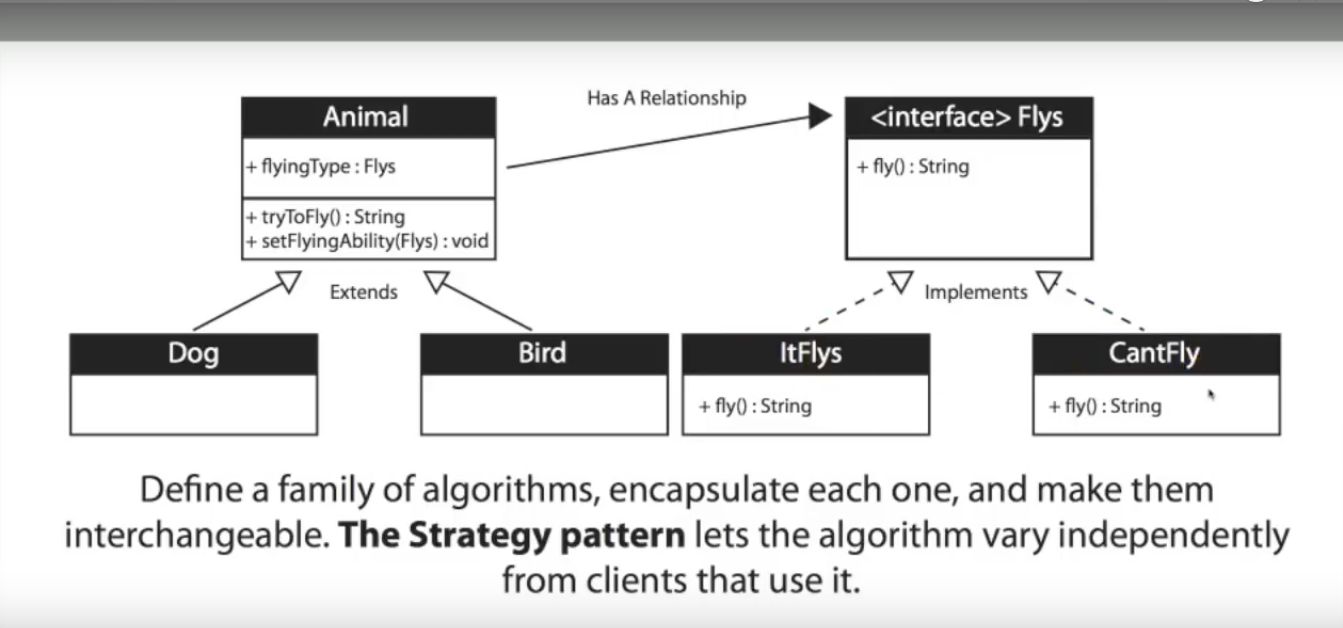 Has A Relationship
Animal
+ flyingType : Flys
+ tryToFly() : String
+ setFlyingAbility(Flys) : void
<interface> Flys
+ fly() : String
Extends
Implements
Dog
Bird
ItFlys
+ fly() : String
CantFly
+ fly() : String
Define a family of algorithms, encapsulate each one, and make them
interchangeable. The Strategy pattern lets the algorithm vary independently
from clients that use it.